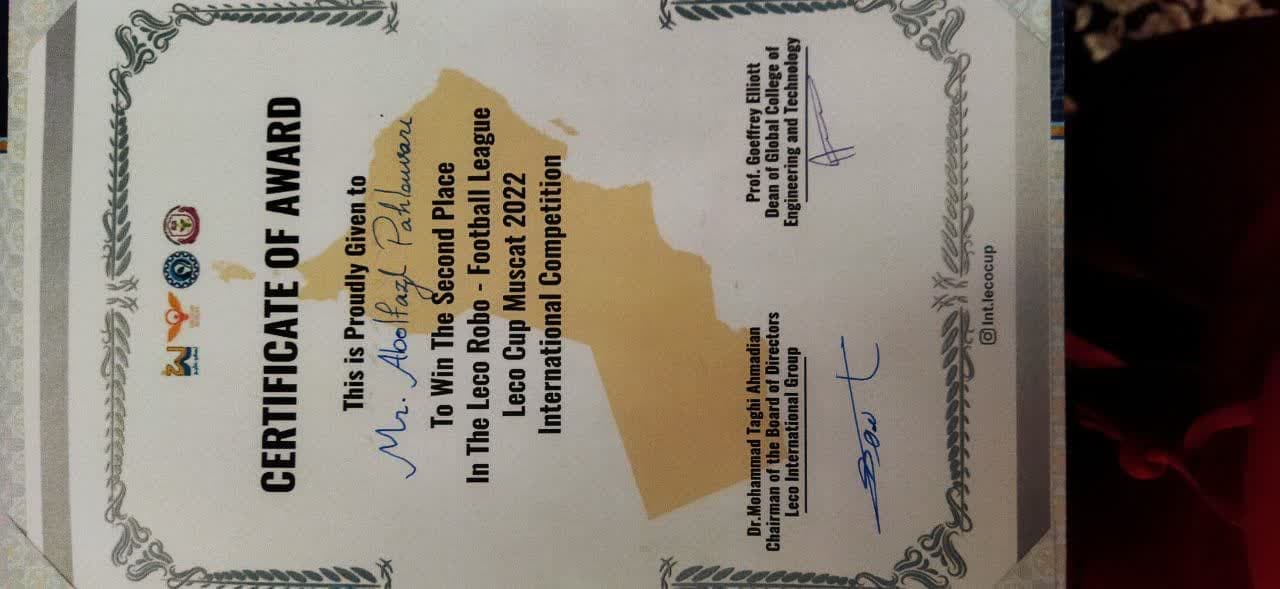 CERTIFICATE OF AWARD
This is Proudly Given to
Mr. Abolfazl Pahlavari
To Win The Second Place
In The Leco Robo - Football League
Leco Cup Muscat 2022
International Competition
Dr.Mohammad Taghi Ahmadian
Chairman of the Board of Directors
Leco International Group
Prof. Goeffrey Elliott
Dean of Global College of
Engineering and Technology
Int.lecocup